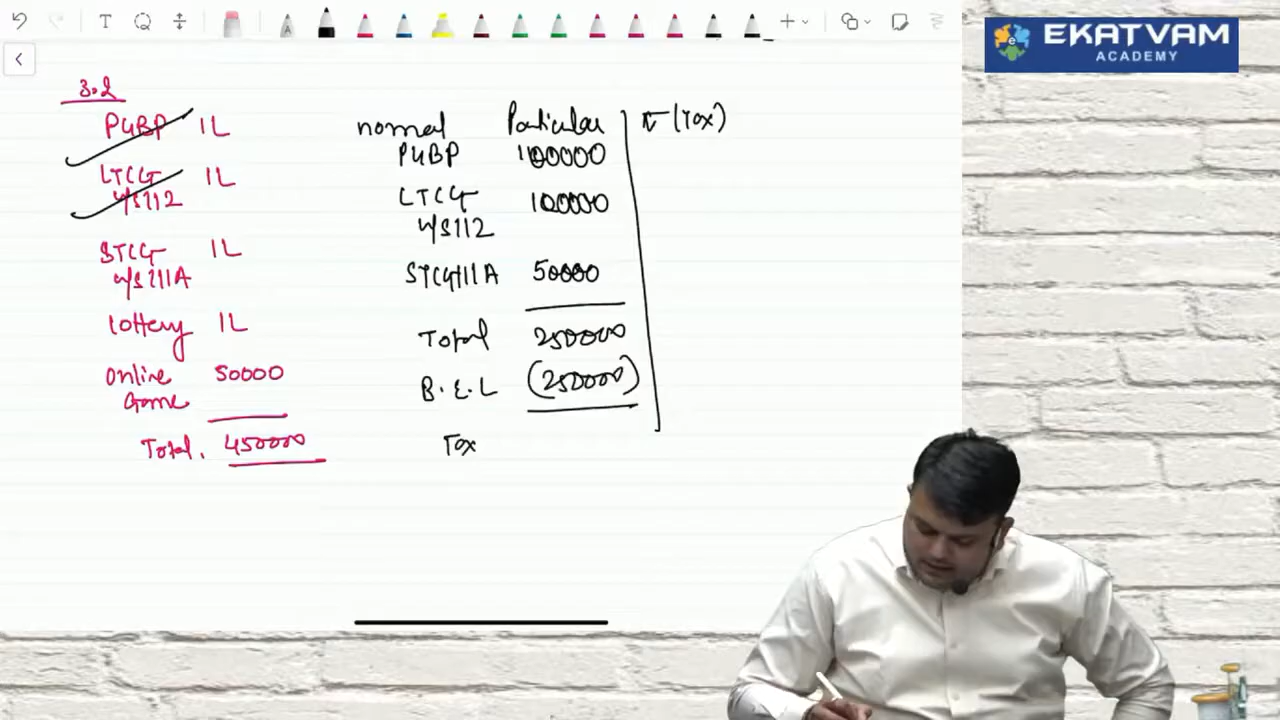 EKATVAM
ACADEMY
3.2
PGBP 1L
LTCG 1L
u/s112
STCG 1L
u/s111A
lottery 1L
Online 50000
Game
Total. 450000
normal Particular ₹ (Tax)
PGBP 100000
LTCG 100000
u/s112
STCG111A 50000
Total 250000
B.E.L (250000)
Tax
T